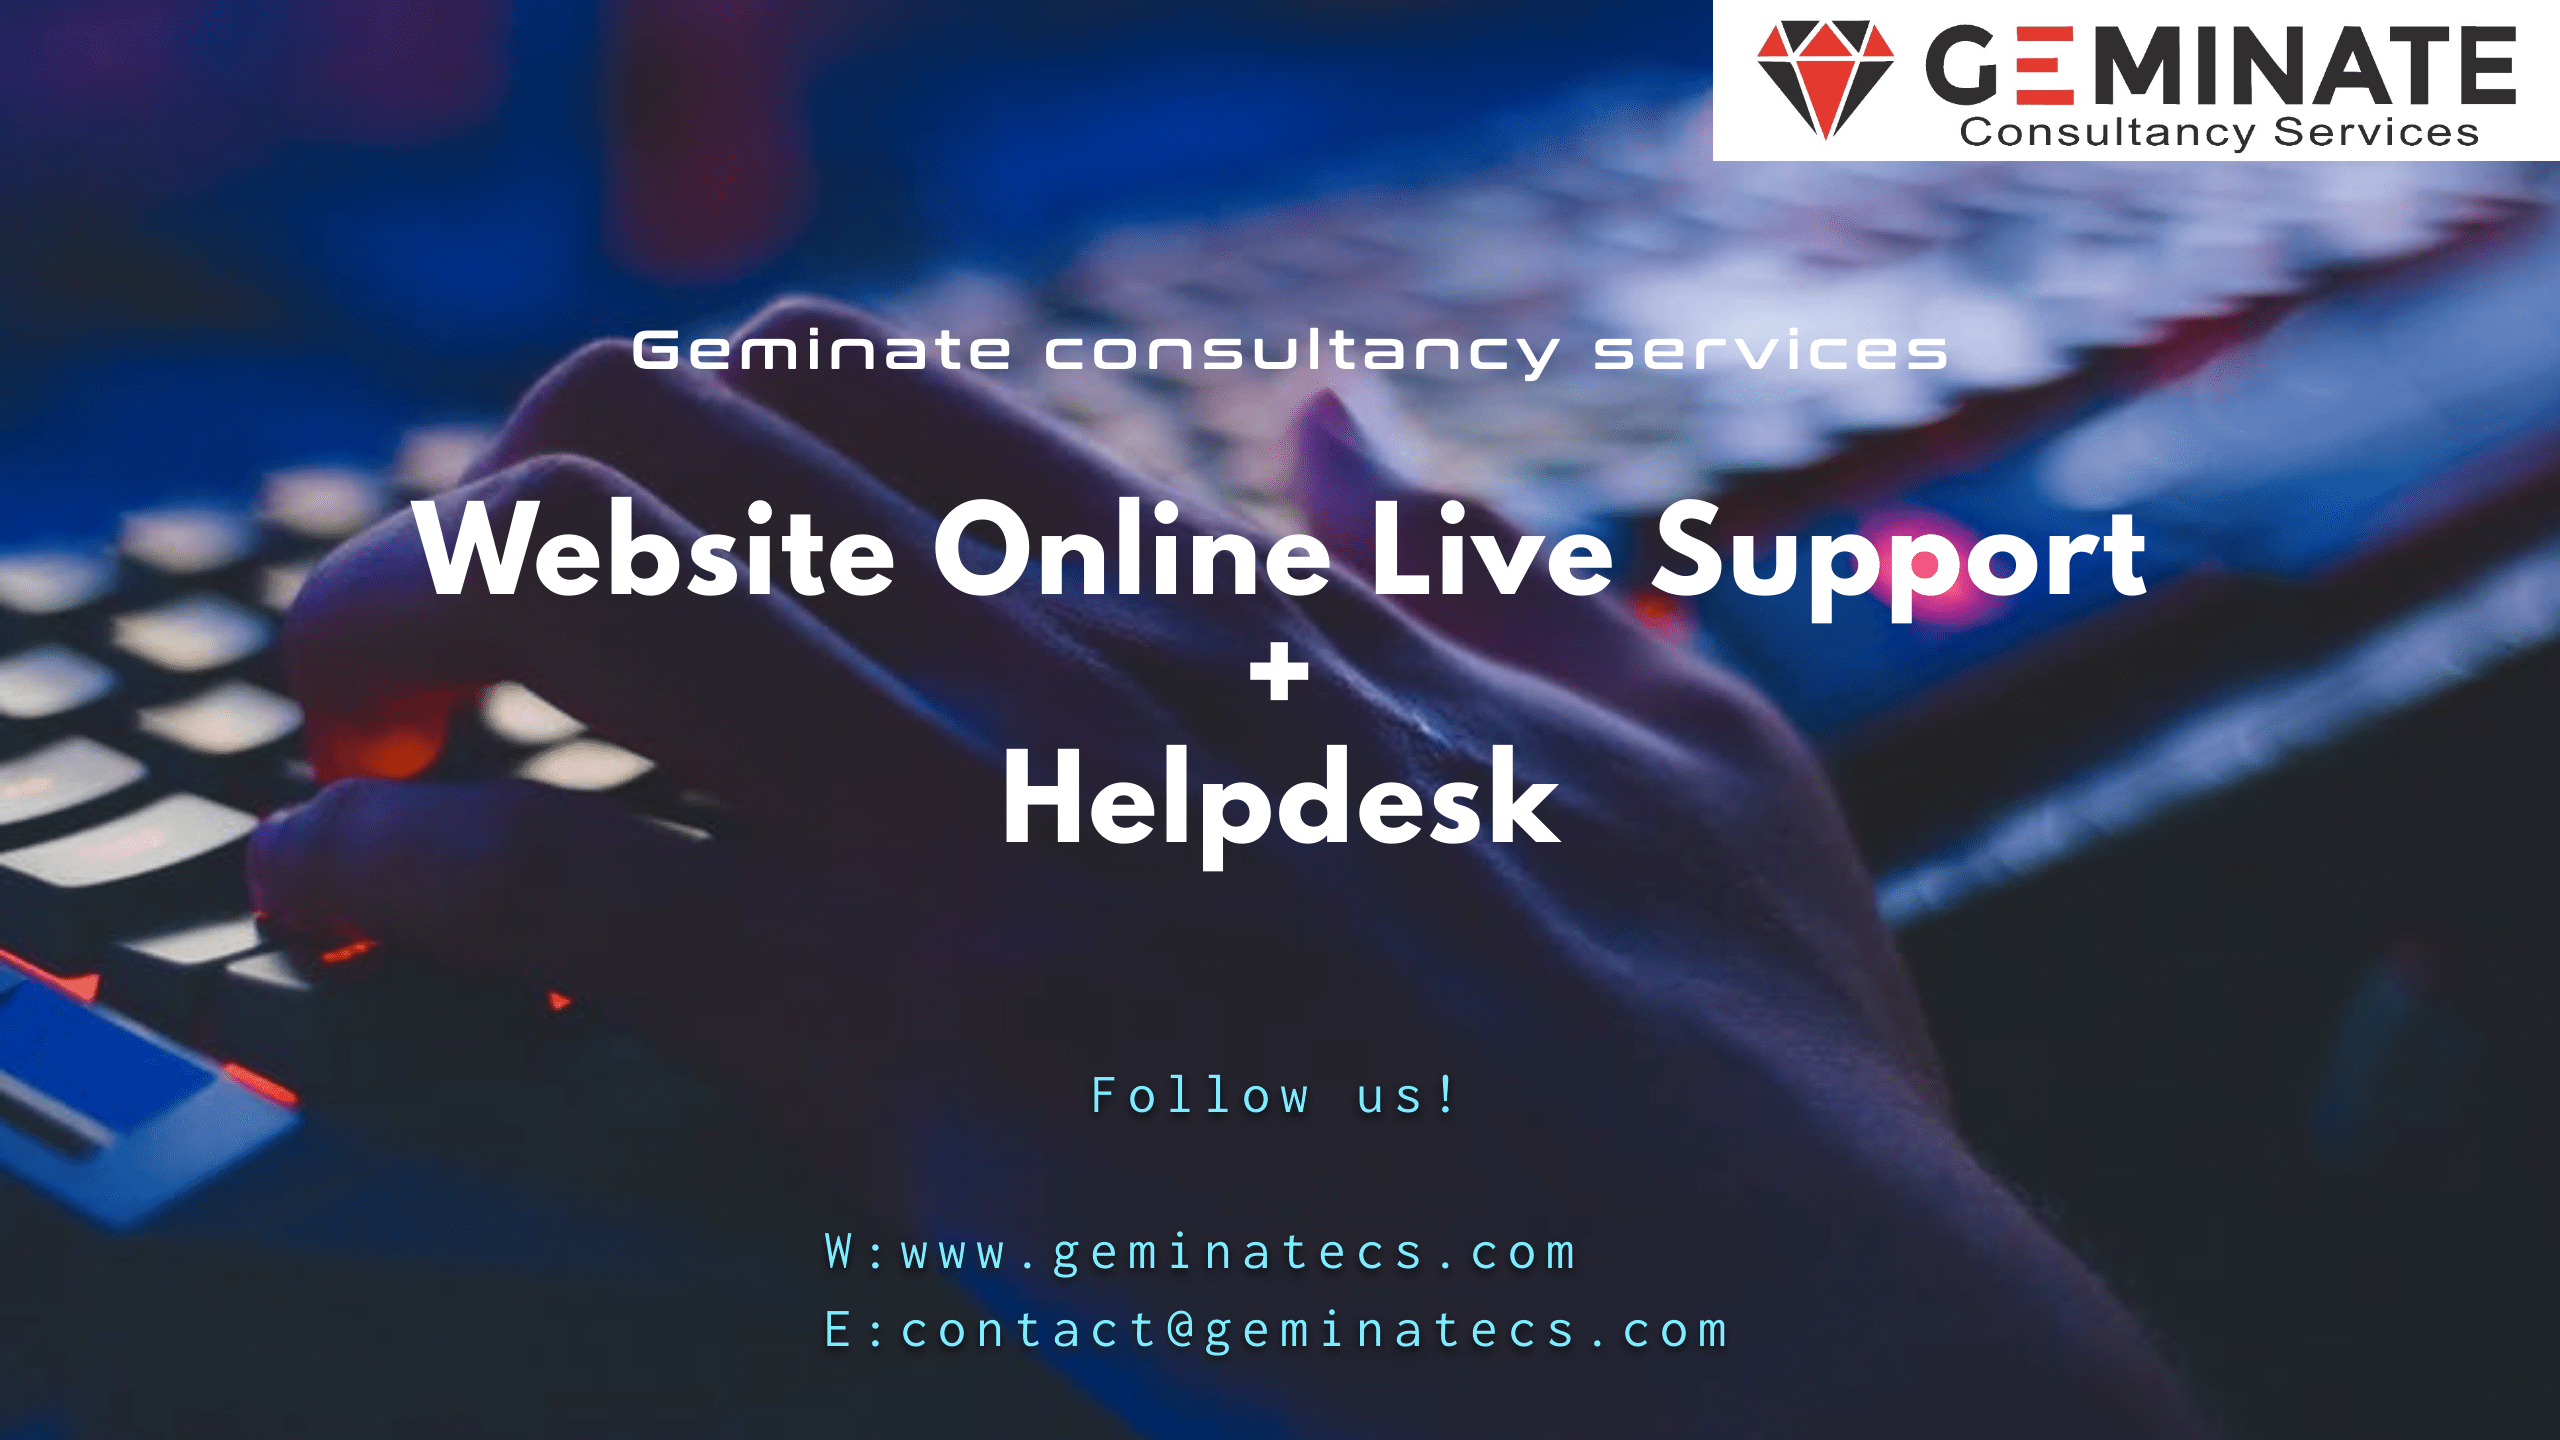 GEMINATE
Consultancy Services
Geminate consultancy services
Website Online Live Support
+
Helpdesk
Follow us!
W:www.geminatecs.com
E:contact@geminatecs.com